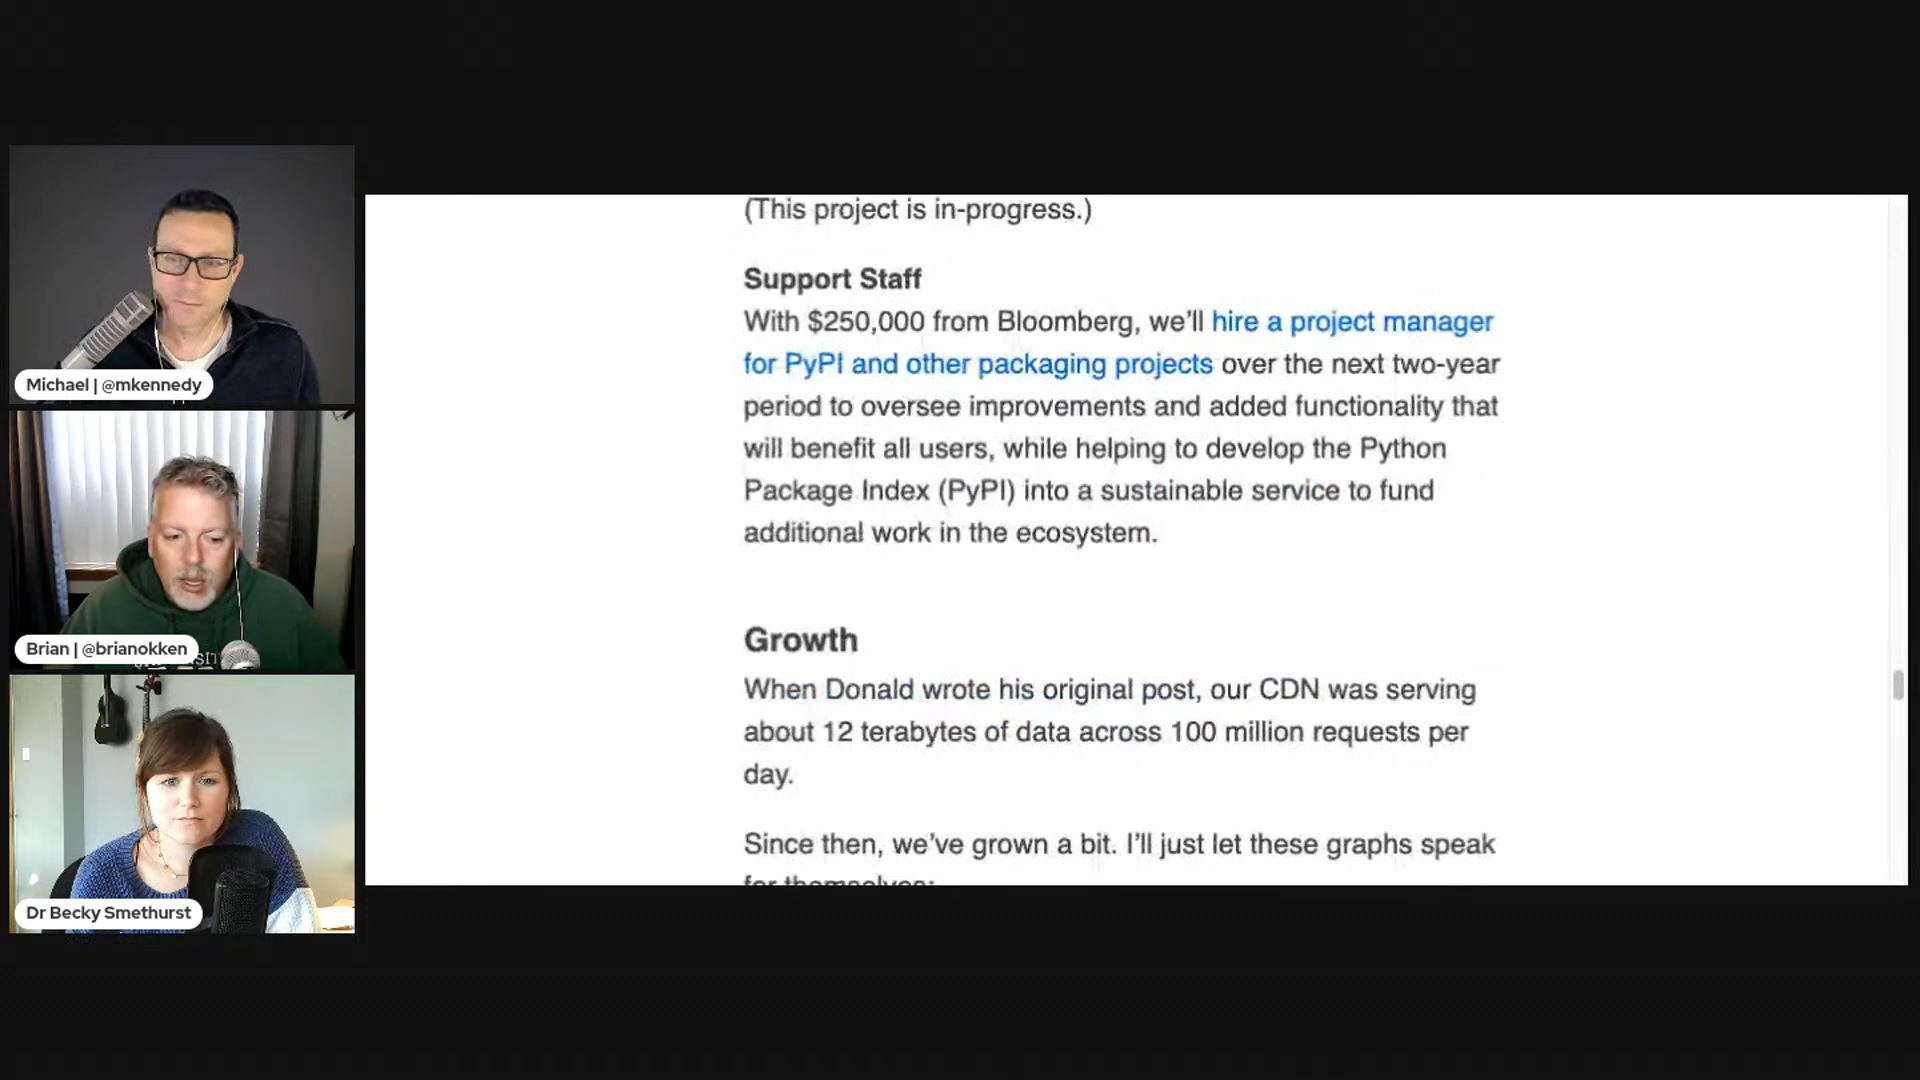 Michael | @mkennedy
Brian | @brianokken
Dr Becky Smethurst
(This project is in-progress.)
Support Staff
With $250,000 from Bloomberg, we’ll hire a project manager
for PyPI and other packaging projects over the next two-year
period to oversee improvements and added functionality that
will benefit all users, while helping to develop the Python
Package Index (PyPI) into a sustainable service to fund
additional work in the ecosystem.
Growth
When Donald wrote his original post, our CDN was serving
about 12 terabytes of data across 100 million requests per
day.
Since then, we’ve grown a bit. I’ll just let these graphs speak
for themselves: